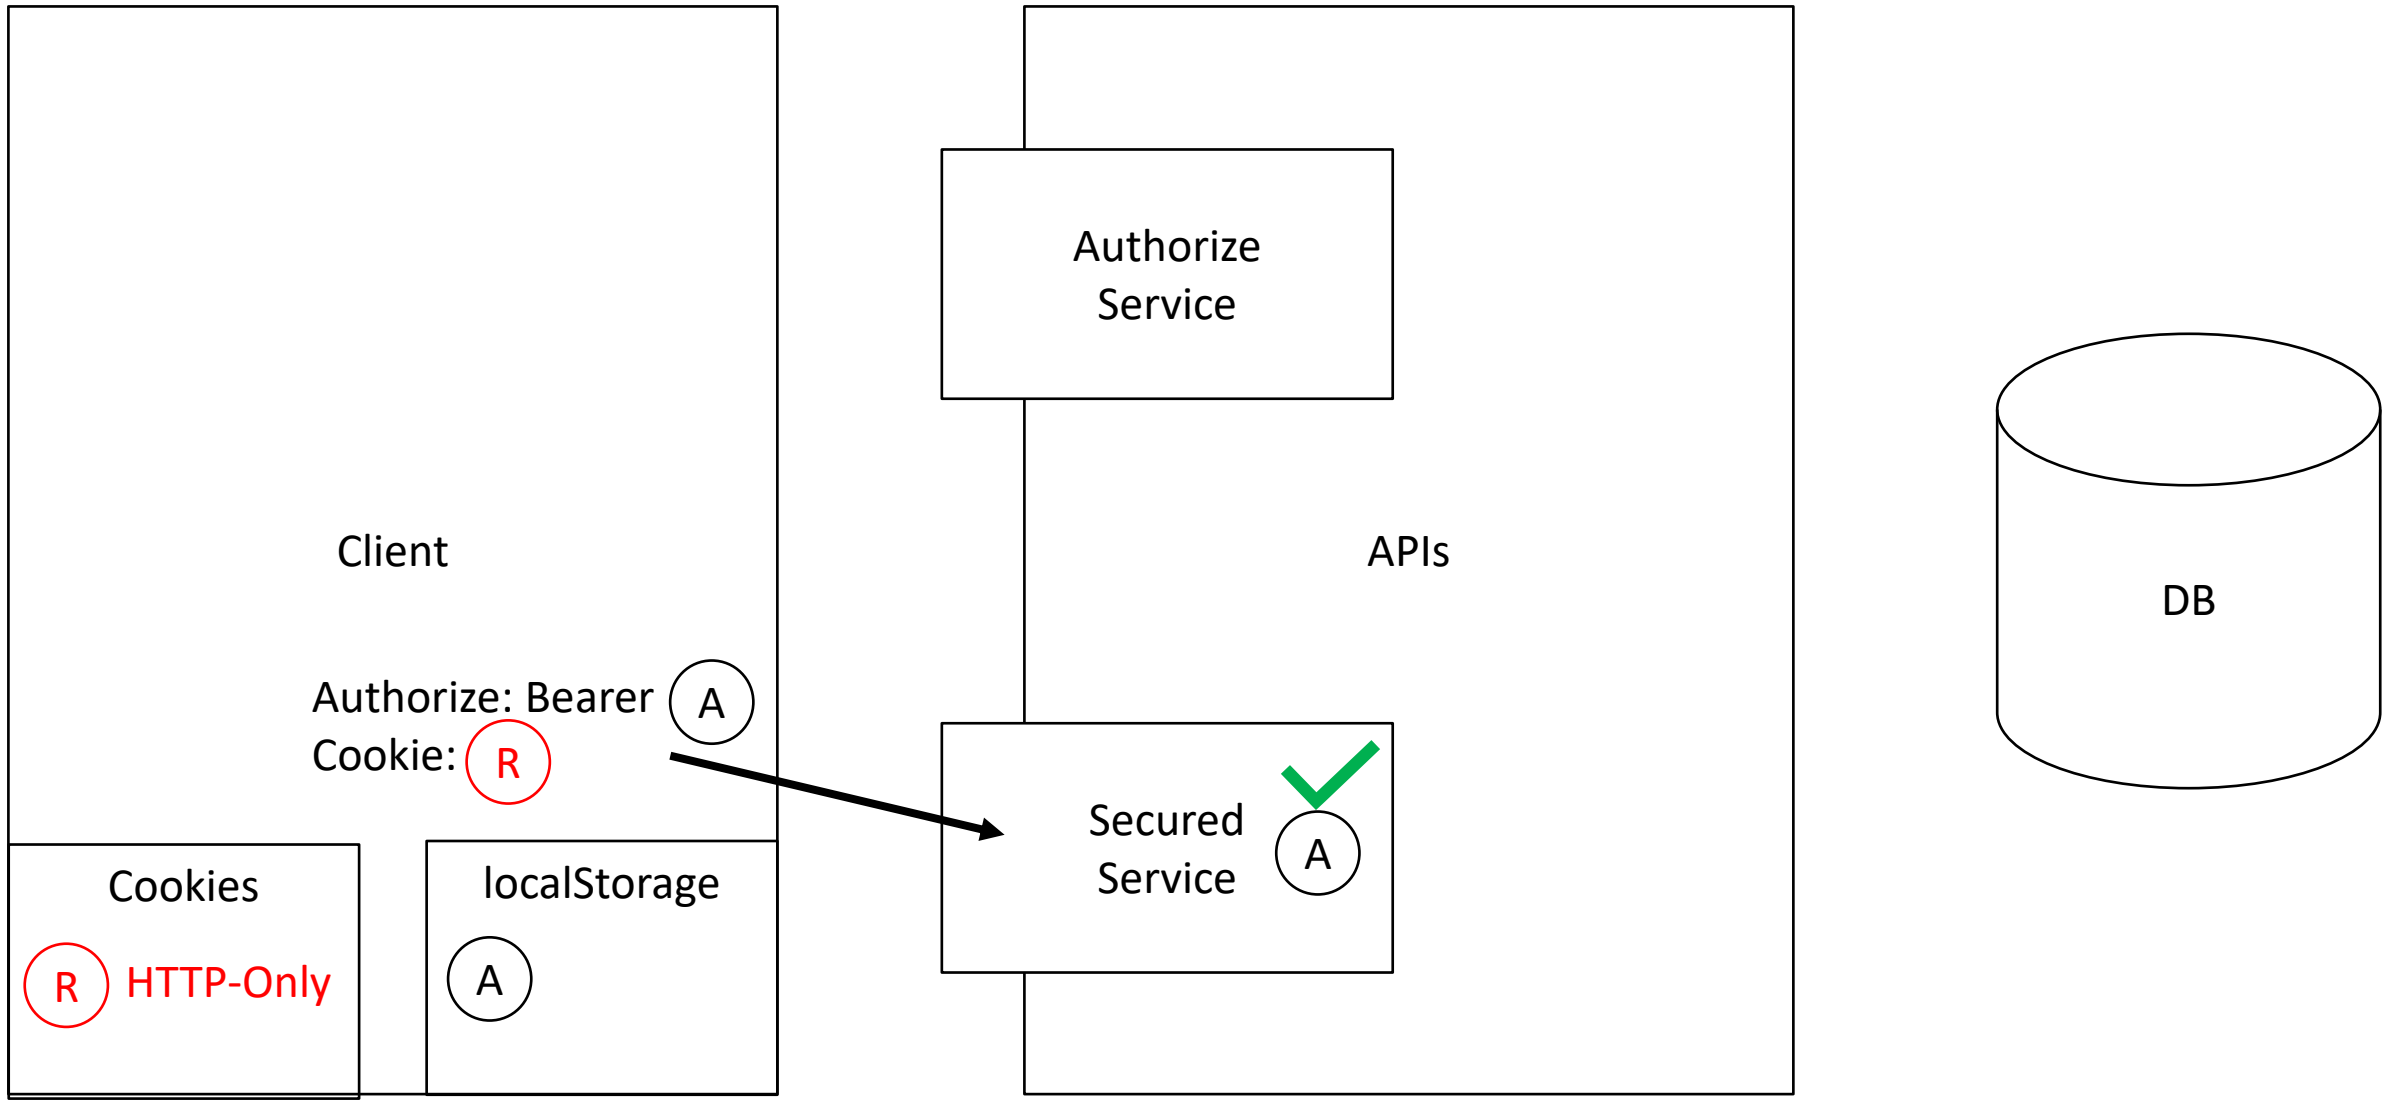 Client
Authorize: Bearer A
Cookie: R
Cookies
R HTTP-Only
localStorage
A
Authorize
Service
APIs
Secured
Service
A
DB